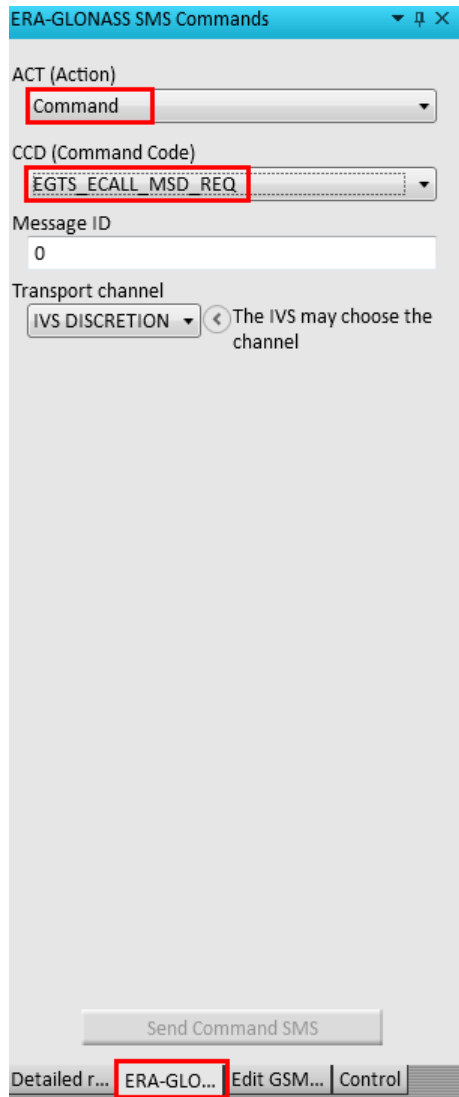 ERA-GLONASS SMS Commands
ACT (Action)
Command
CCD (Command Code)
EGTS_ECALL_MSD_REQ
Message ID
0
Transport channel
IVS DISCRETION The IVS may choose the
channel
Send Command SMS
Detailed r... ERA-GLO... Edit GSM... Control